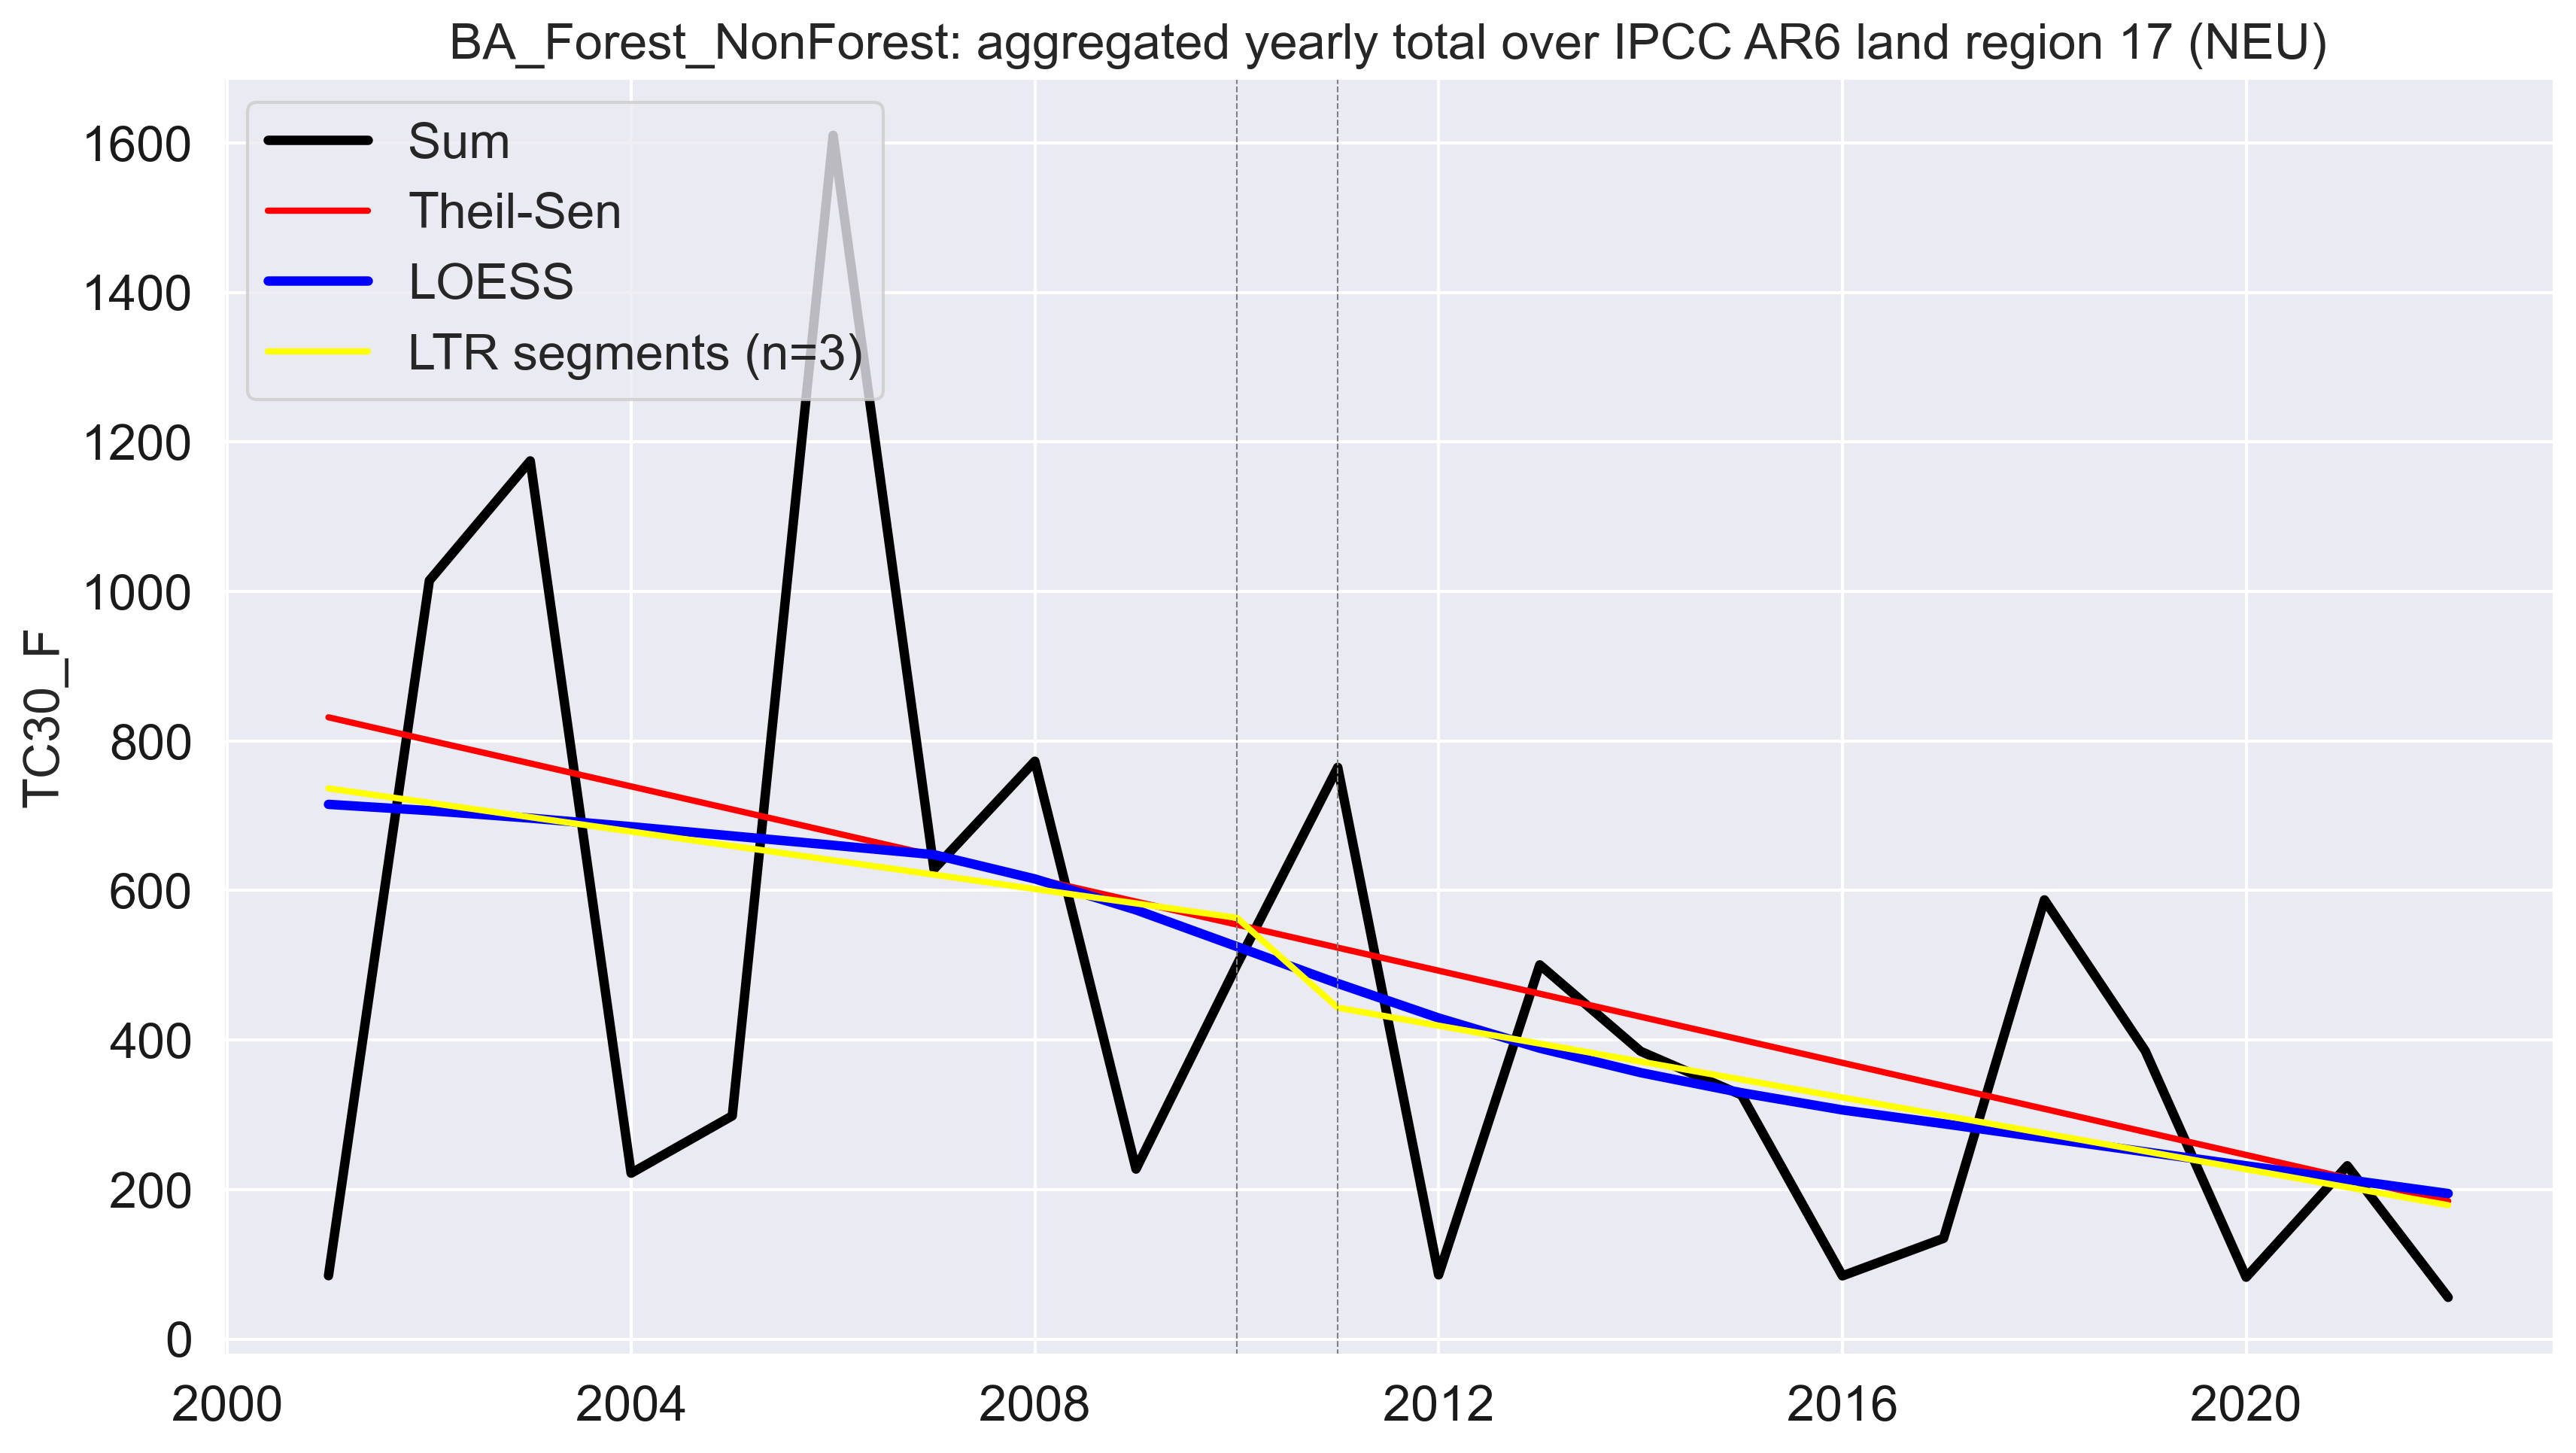 BA_Forest_NonForest: aggregated yearly total over IPCC AR6 land region 17 (NEU)
Sum
Theil-Sen
LOESS
LTR segments (n=3)
1600
1400
1200
1000
800
600
400
200
0
TC30_F
2000 2004 2008 2012 2016 2020